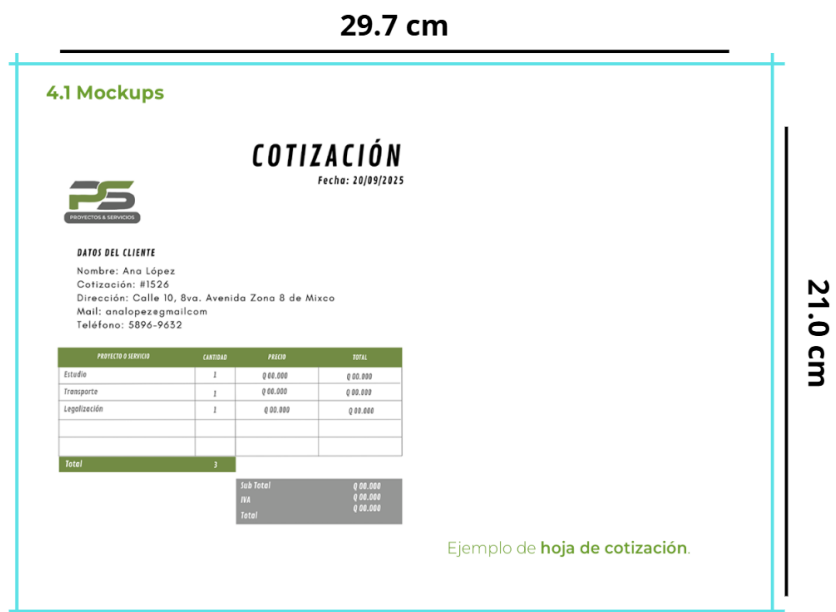 29.7 cm
4.1 Mockups
COTIZACIÓN
Fecha: 20/09/2025
PS
PROYECTOS & SERVICIOS
DATOS DEL CLIENTE
Nombre: Ana López
Cotización: #1526
Dirección: Calle 10, 8va. Avenida Zona 8 de Mixco
Mail: analopez@gmailcom
Teléfono: 5896-9632
PROYECTO O SERVICIO CANTIDAD PRECIO TOTAL
Estudio 1 Q 00.000 Q 00.000
Transporte 1 Q 00.000 Q 00.000
Legalización 1 Q 00.000 Q 00.000
Total 3
Sub Total Q 00.000
IVA Q 00.000
Total Q 00.000
Ejemplo de hoja de cotización.
21.0 cm